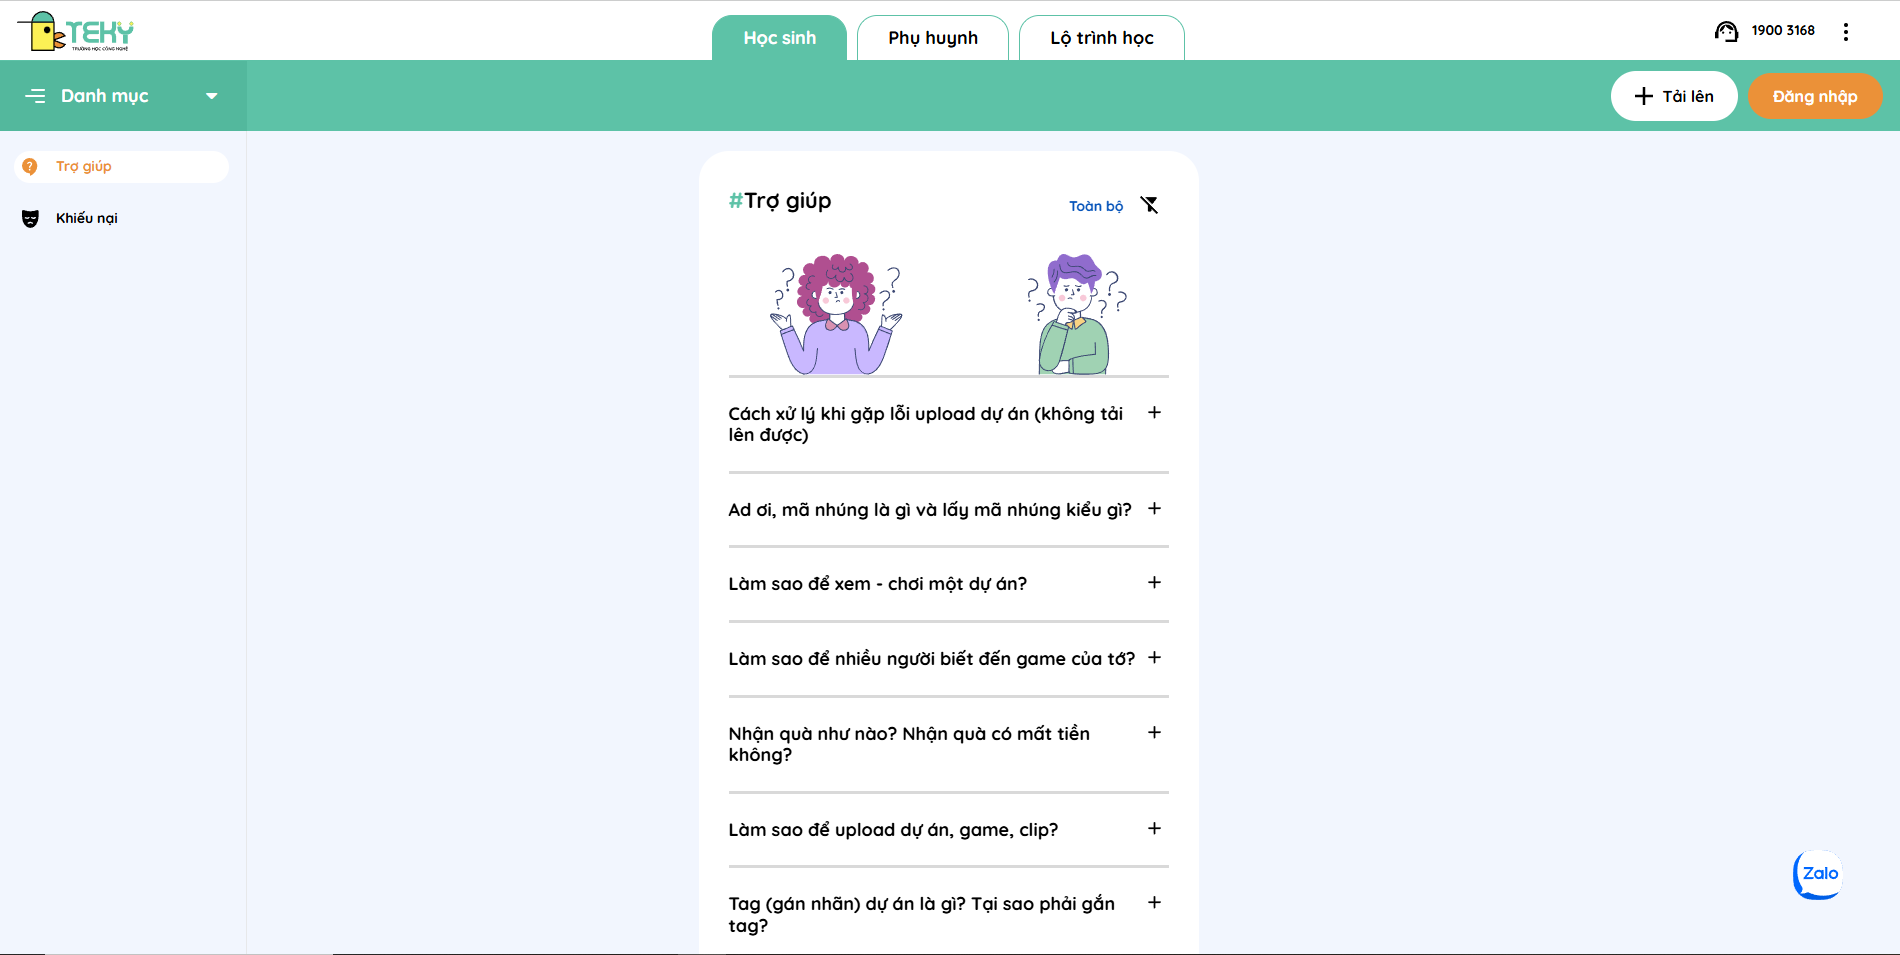 TEKY
TRƯỜNG HỌC CÔNG NGHỆ
Học sinh
Phụ huynh
Lộ trình học
1900 3168
Danh mục
Tải lên
Đăng nhập
Trợ giúp
Khiếu nại
#Trợ giúp
Toàn bộ
Cách xử lý khi gặp lỗi upload dự án (không tải
lên được)
Ad ơi, mã nhúng là gì và lấy mã nhúng kiểu gì?
Làm sao để xem - chơi một dự án?
Làm sao để nhiều người biết đến game của tớ?
Nhận quà như nào? Nhận quà có mất tiền
không?
Làm sao để upload dự án, game, clip?
Tag (gán nhãn) dự án là gì? Tại sao phải gắn
tag?
Zalo